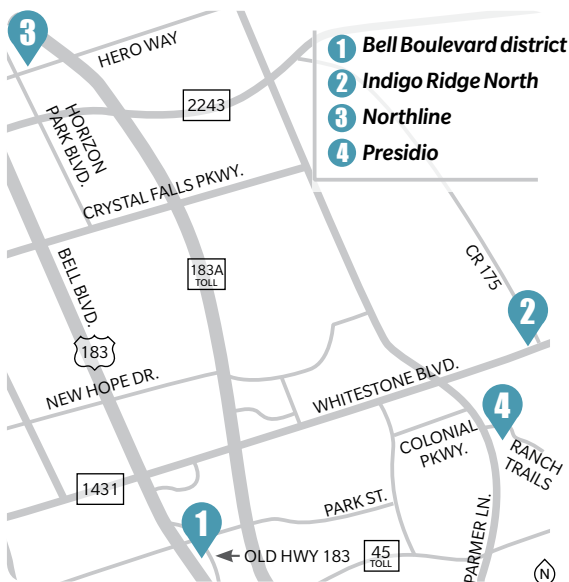 3
HERO WAY
1 Bell Boulevard district
2 Indigo Ridge North
3 Northline
4 Presidio
2243
HORIZON
PARK BLVD.
CRYSTAL FALLS PKWY.
BELL BLVD.
183A
TOLL
CR 175
2
183
NEW HOPE DR.
WHITESTONE BLVD.
4
COLONIAL
PKWY.
RANCH
TRAILS
1431
PARK ST.
1
OLD HWY 183
45
TOLL
PARMER LN.
N